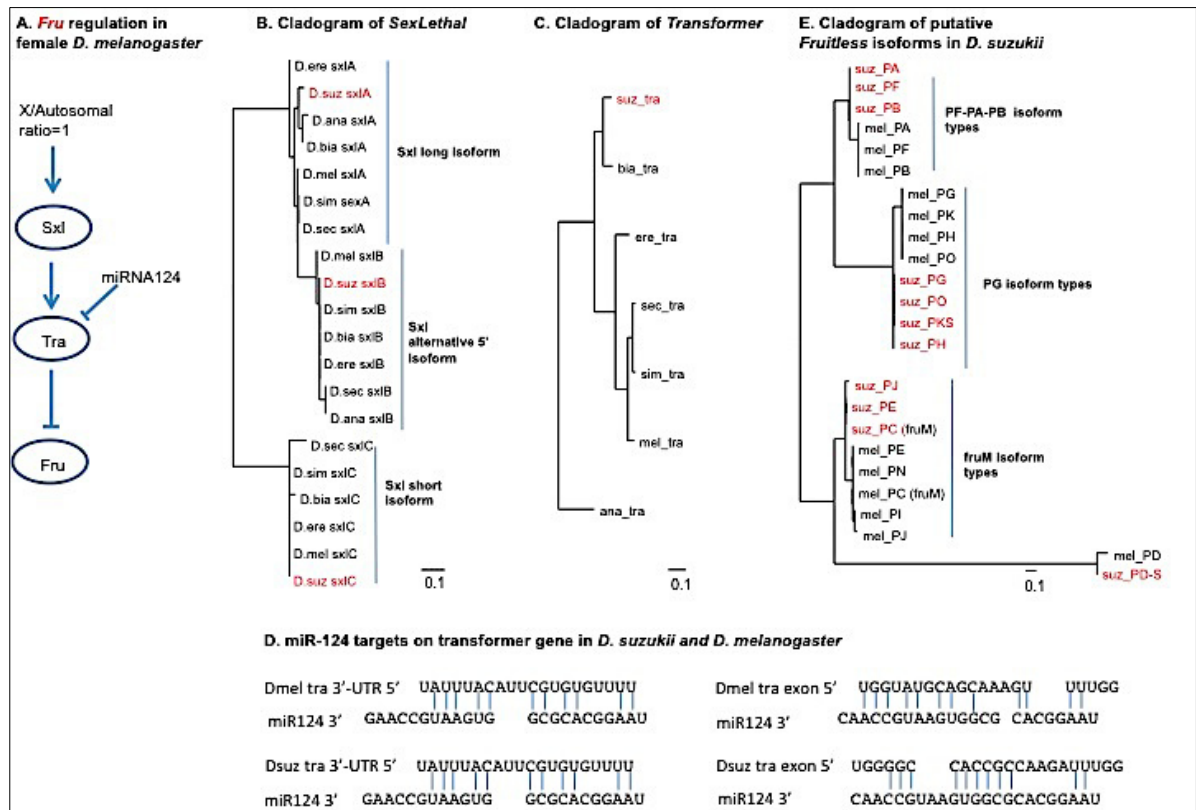 A. Fru regulation in
female D. melanogaster
X/Autosomal
ratio=1
Sxl
miRNA124
Tra
Fru
B. Cladogram of SexLethal
D.ere sxlA
D.suz sxlA
D.ana sxlA
D.bia sxlA
D.mel sxlA
D.sim sexA
D.sec sxlA
Sxl long isoform
D.mel sxlB
D.suz sxlB
D.sim sxlB
D.bia sxlB
D.ere sxlB
D.sec sxlB
D.ana sxlB
Sxl
alternative 5'
isoform
D.sec sxlC
D.sim sxlC
D.bia sxlC
D.ere sxlC
D.mel sxlC
D.suz sxlC
Sxl short
isoform
0.1
C. Cladogram of Transformer
suz_tra
bia_tra
ere_tra
sec_tra
sim_tra
mel_tra
ana_tra
0.1
E. Cladogram of putative
Fruitless isoforms in D. suzukii
suz_PA
suz_PF
suz_PB
mel_PA
mel_PF
mel_PB
PF-PA-PB isoform
types
mel_PG
mel_PK
mel_PH
mel_PO
suz_PG
suz_PO
suz_PKS
suz_PH
PG isoform types
suz_PJ
suz_PE
suz_PC (fruM)
mel_PE
mel_PN
mel_PC (fruM)
mel_PI
mel_PJ
fruM isoform
types
mel_PD
suz_PD-S
0.1
D. miR-124 targets on transformer gene in D. suzukii and D. melanogaster
Dmel tra 3'-UTR 5' UAUUUACAUUCGUGUGUUUU
miR124 3' GAACCGUAAGUG GCGCACGGAAU
Dmel tra exon 5' UGGUAUGCAGCAAAGU UUUGG
miR124 3' CAACCGUAAGUGGCG CACGGAAU
Dsuz tra 3'-UTR 5' UAUUUACAUUCGUGUGUUUU
miR124 3' GAACCGUAAGUG GCGCACGGAAU
Dsuz tra exon 5' UGGGGC CACCGCCAAGAUUUGG
miR124 3' CAACCGUAAGUGGCGCACGGAAU